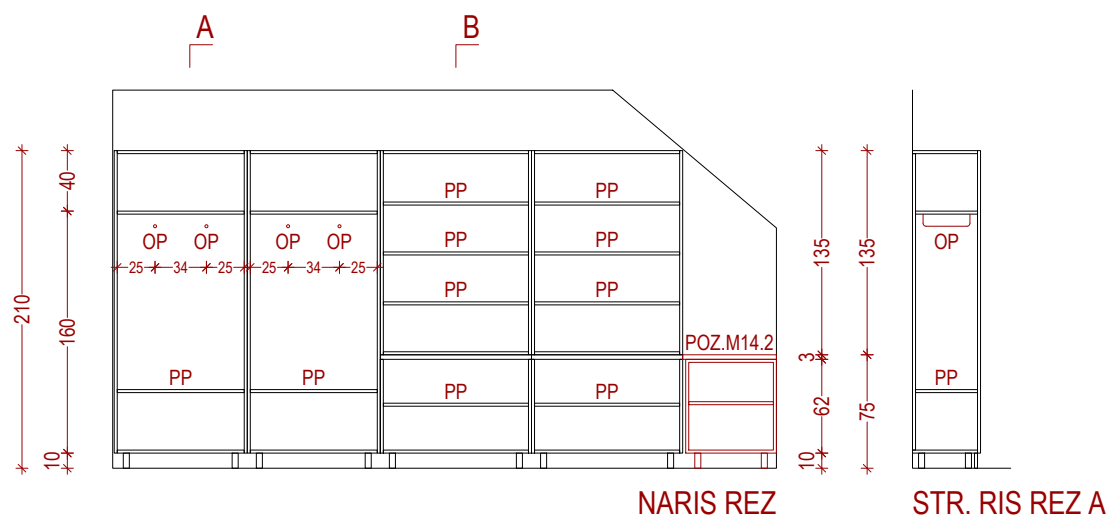 A B
40
PP PP
OP OP OP OP
PP PP
OP
25 34 25 25 34 25
135 135
210
PP PP
160
POZ.M14.2
3
PP PP PP PP PP
62 75
10 10
NARIS REZ STR. RIS REZ A